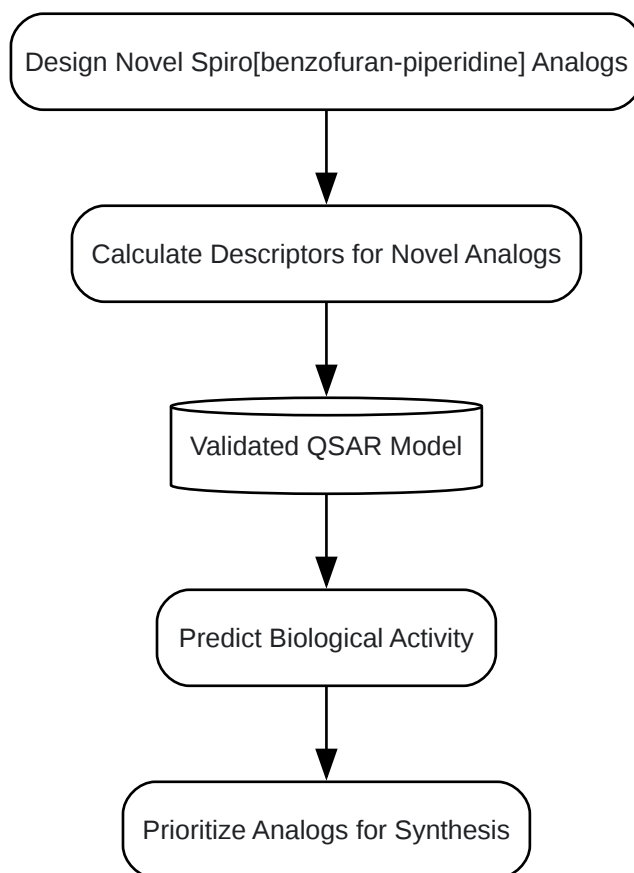 Design Novel Spiro[benzofuran-piperidine] Analogs
Calculate Descriptors for Novel Analogs
Validated QSAR Model
Predict Biological Activity
Prioritize Analogs for Synthesis